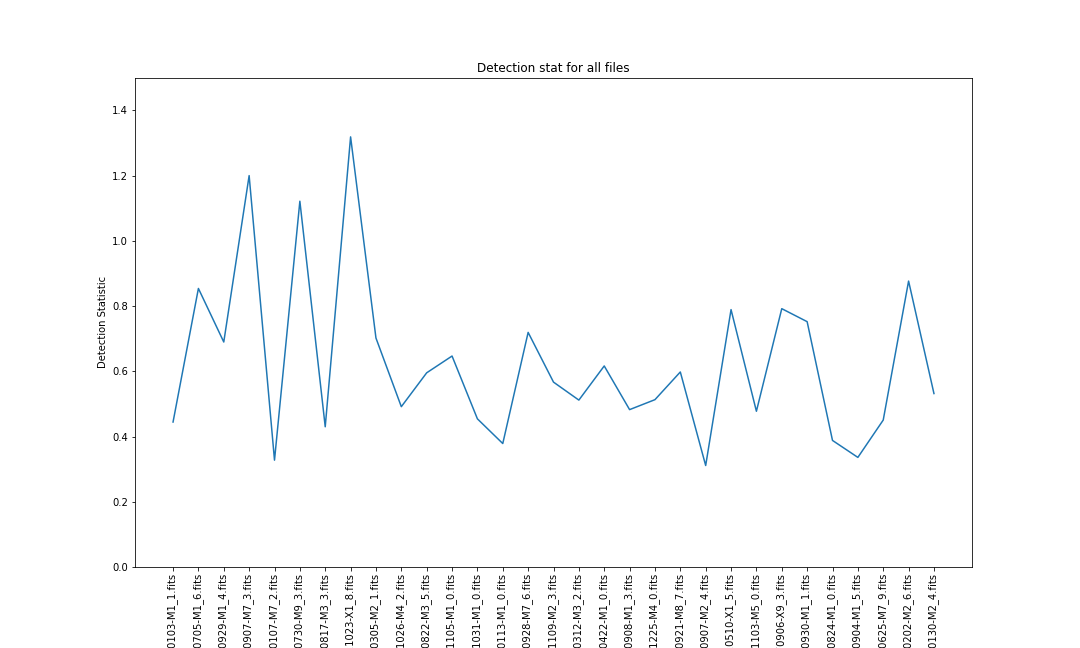 Detection stat for all files
Detection Statistic
1.4
1.2
1.0
0.8
0.6
0.4
0.2
0.0
0103-M1_1.fits
0705-M1_6.fits
0929-M1_4.fits
0907-M7_3.fits
0107-M7_2.fits
0730-M9_3.fits
0817-M3_3.fits
1023-X1_8.fits
0305-M2_1.fits
1026-M4_2.fits
0822-M3_5.fits
1105-M1_0.fits
1031-M1_0.fits
0113-M1_0.fits
0928-M7_6.fits
1109-M2_3.fits
0312-M3_2.fits
0422-M1_0.fits
0908-M1_3.fits
1225-M4_0.fits
0921-M8_7.fits
0907-M2_4.fits
0510-X1_5.fits
1103-M5_0.fits
0906-X9_3.fits
0930-M1_1.fits
0824-M1_0.fits
0904-M1_5.fits
0625-M7_9.fits
0202-M2_6.fits
0130-M2_4.fits